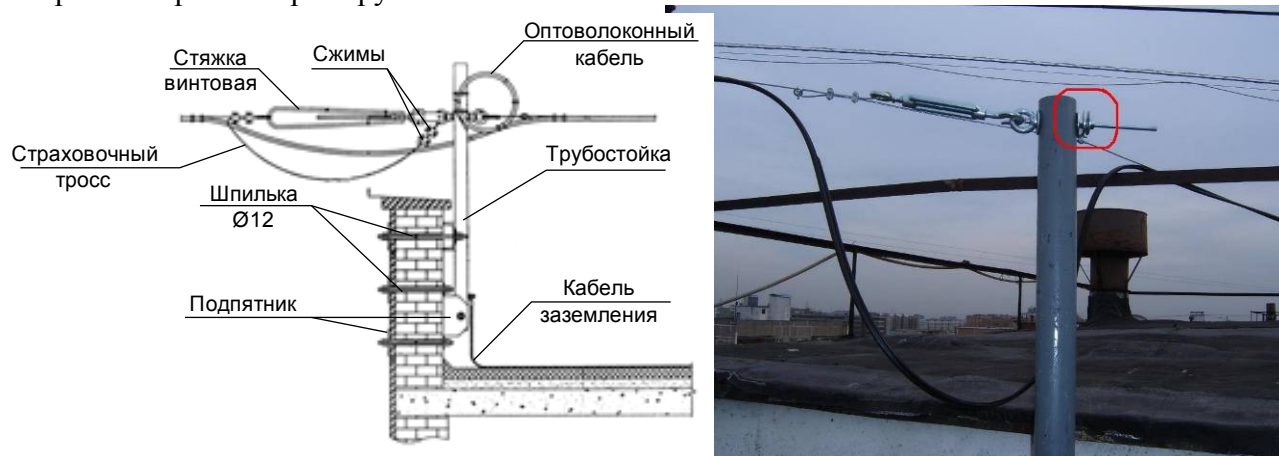 Оптоволоконный
кабель
Стяжка
винтовая
Сжимы
Страховочный
тросс
Трубостойка
Шпилька
Ø12
Подпятник
Кабель
заземления